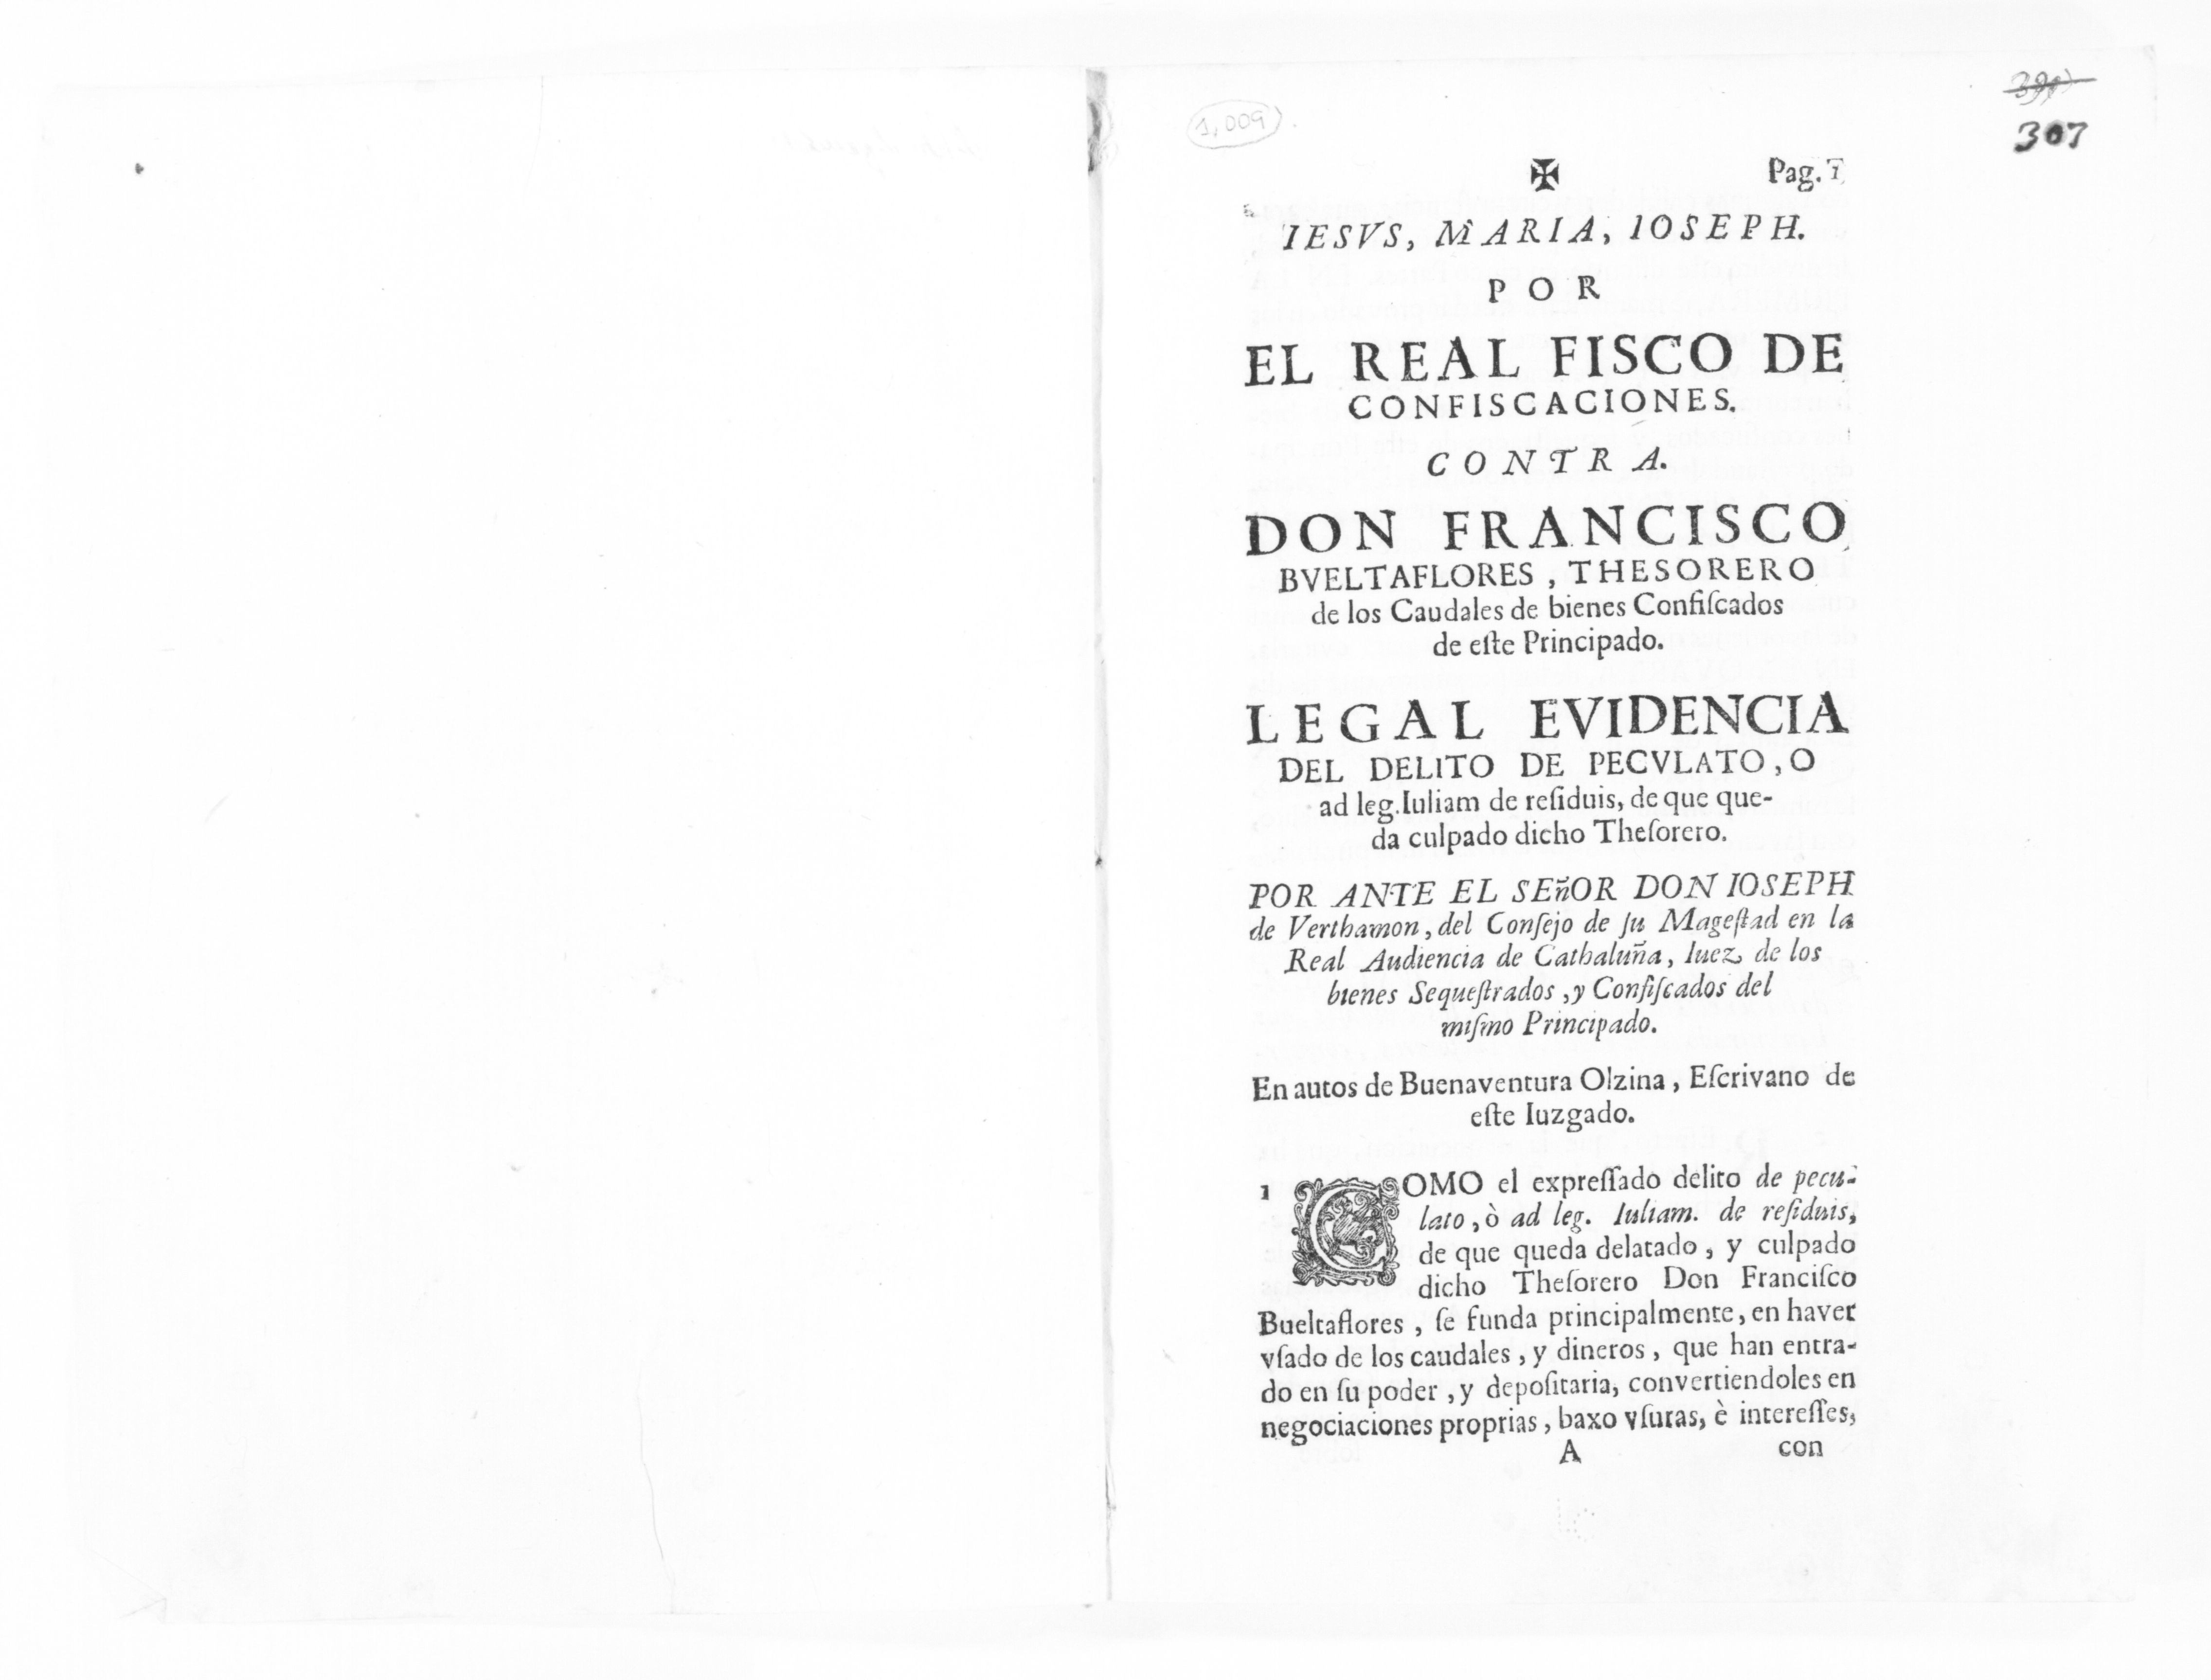 1,009
307
✠ Pag. 1
IESVS, MARIA, IOSEPH.
POR
EL REAL FISCO DE
CONFISCACIONES.
CONTRA.
DON FRANCISCO
BVELTAFLORES, THESORERO
de los Caudales de bienes Confiſcados
de eſte Principado.
LEGAL EVIDENCIA
DEL DELITO DE PECVLATO, O
ad leg. Iuliam de reſiduis, de que que-
da culpado dicho Theſorero.
POR ANTE EL SEñOR DON IOSEPH
de Verthamon, del Conſejo de ſu Mageſtad en la
Real Audiencia de Cathaluña, Iuez de los
bienes Sequeſtrados, y Confiſcados del
miſmo Principado.
En autos de Buenaventura Olzina, Eſcrivano de
eſte Iuzgado.
1 COMO el expreſſado delito de pecu-
lato, ò ad leg. Iuliam. de reſiduis,
de que queda delatado, y culpado
dicho Theſorero Don Franciſco
Bueltaflores, ſe funda principalmente, en haver
vſado de los caudales, y dineros, que han entra-
do en ſu poder, y depoſitaria, convertiendoles en
negociaciones proprias, baxo vſuras, è intereſſes,
A con